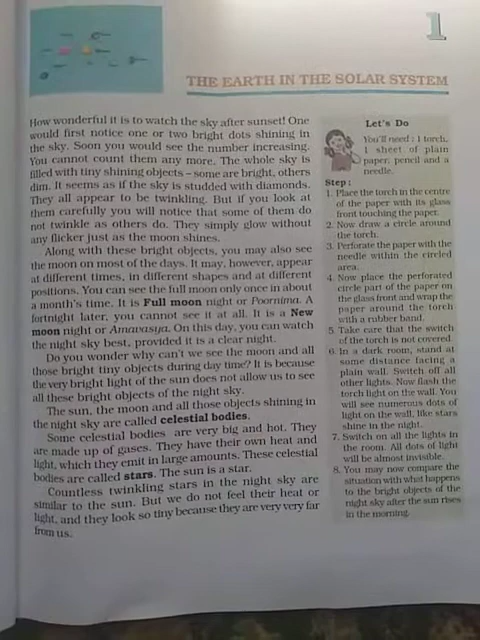 1
THE EARTH IN THE SOLAR SYSTEM
How wonderful it is to watch the sky after sunset! One
would first notice one or two bright dots shining in
the sky. Soon you would see the number increasing.
You cannot count them any more. The whole sky is
filled with tiny shining objects – some are bright, others
dim. It seems as if the sky is studded with diamonds.
They all appear to be twinkling. But if you look at
them carefully you will notice that some of them do
not twinkle as others do. They simply glow without
any flicker just as the moon shines.
Along with these bright objects, you may also see
the moon on most of the days. It may, however, appear
at different times, in different shapes and at different
positions. You can see the full moon only once in about
a month's time. It is Full moon night or Poornima. A
fortnight later, you cannot see it at all. It is a New
moon night or Amavasya. On this day, you can watch
the night sky best, provided it is a clear night.
Do you wonder why can't we see the moon and all
those bright tiny objects during day time? It is because
the very bright light of the sun does not allow us to see
all these bright objects of the night sky.
The sun, the moon and all those objects shining in
the night sky are called celestial bodies.
Some celestial bodies are very big and hot. They
are made up of gases. They have their own heat and
light, which they emit in large amounts. These celestial
bodies are called stars. The sun is a star.
Countless twinkling stars in the night sky are
similar to the sun. But we do not feel their heat or
light, and they look so tiny because they are very very far
from us.
Let's Do
You'll need : 1 torch,
1 sheet of plain
paper, pencil and a
needle.
Step :
1. Place the torch in the centre
of the paper with its glass
front touching the paper.
2. Now draw a circle around
the torch.
3. Perforate the paper with the
needle within the circled
area.
4. Now place the perforated
circle part of the paper on
the glass front and wrap the
paper around the torch
with a rubber band.
5. Take care that the switch
of the torch is not covered.
6. In a dark room, stand at
some distance facing a
plain wall. Switch off all
other lights. Now flash the
torch light on the wall. You
will see numerous dots of
light on the wall, like stars
shine in the night.
7. Switch on all the lights in
the room. All dots of light
will be almost invisible.
8. You may now compare the
situation with what happens
to the bright objects of the
night sky after the sun rises
in the morning.